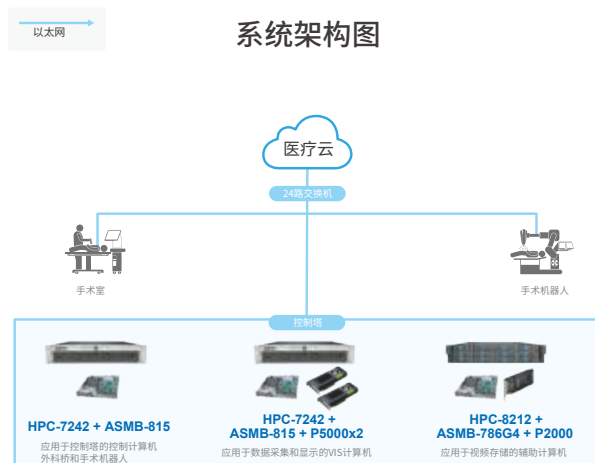 以太网
系统架构图
医疗云
24路交换机
手术室
手术机器人
控制塔
HPC-7242 + ASMB-815
应用于控制塔的控制计算机
外科桥和手术机器人
HPC-7242 +
ASMB-815 + P5000x2
应用于数据采集和显示的VIS计算机
HPC-8212 +
ASMB-786G4 + P2000
应用于视频存储的辅助计算机